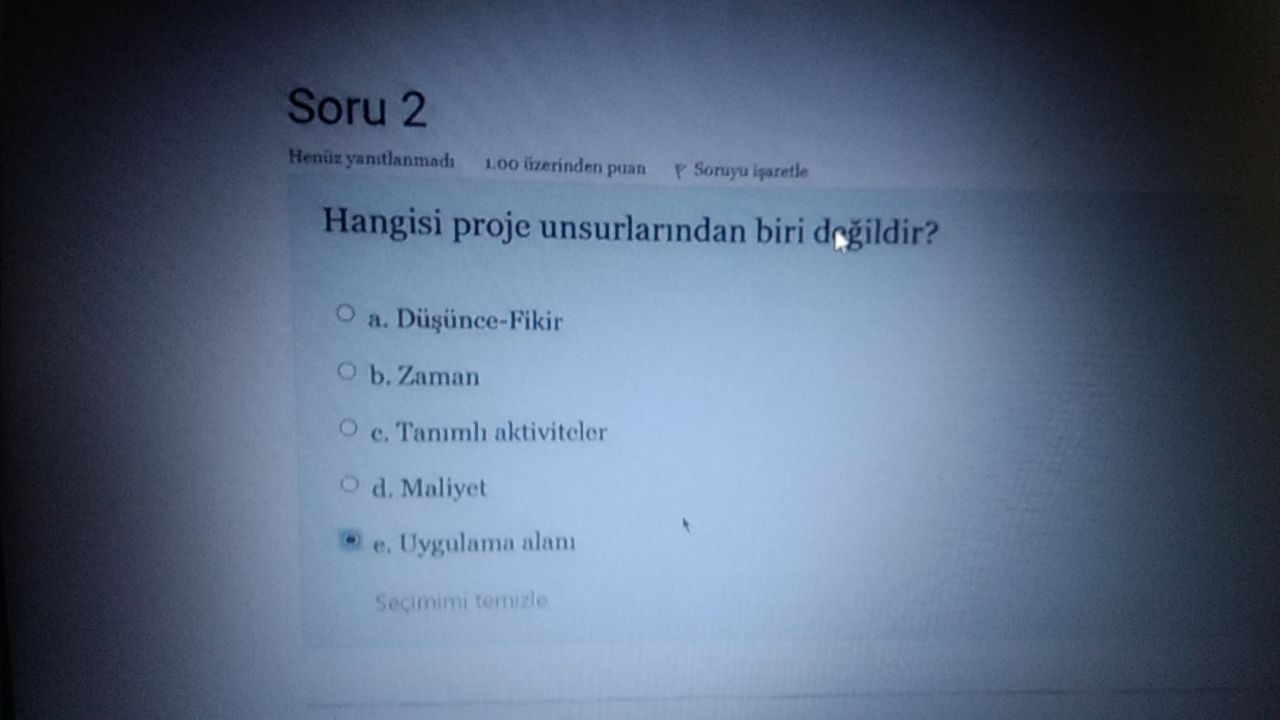 Soru 2
Henüz yanıtlanmadı 1.00 üzerinden puan Soruyu işaretle
Hangisi proje unsurlarından biri değildir?
a. Düşünce-Fikir
b. Zaman
c. Tanımlı aktiviteler
d. Maliyet
e. Uygulama alanı
Seçimimi temizle